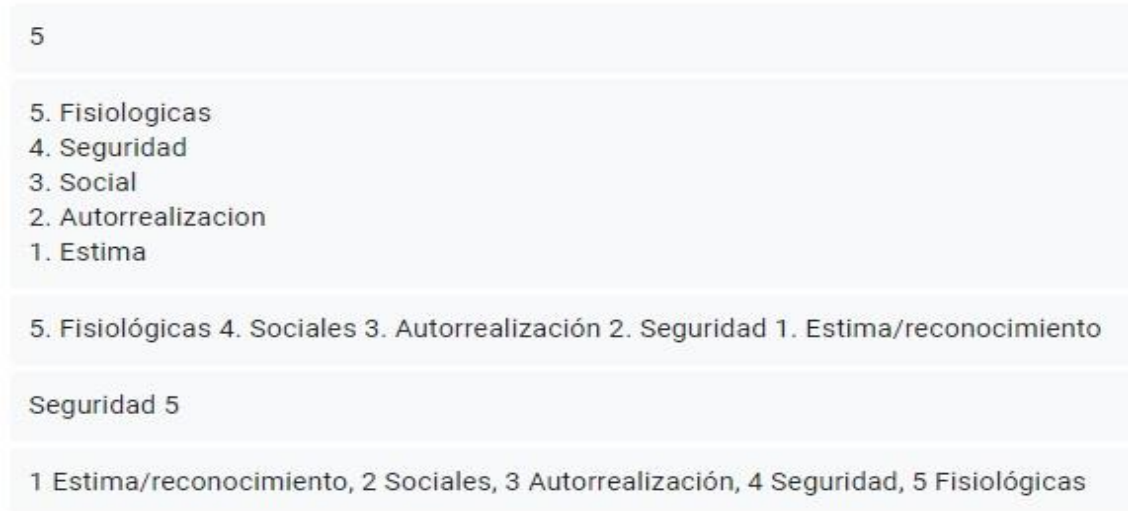 5
5. Fisiologicas
4. Seguridad
3. Social
2. Autorrealizacion
1. Estima
5. Fisiológicas 4. Sociales 3. Autorrealización 2. Seguridad 1. Estima/reconocimiento
Seguridad 5
1 Estima/reconocimiento, 2 Sociales, 3 Autorrealización, 4 Seguridad, 5 Fisiológicas